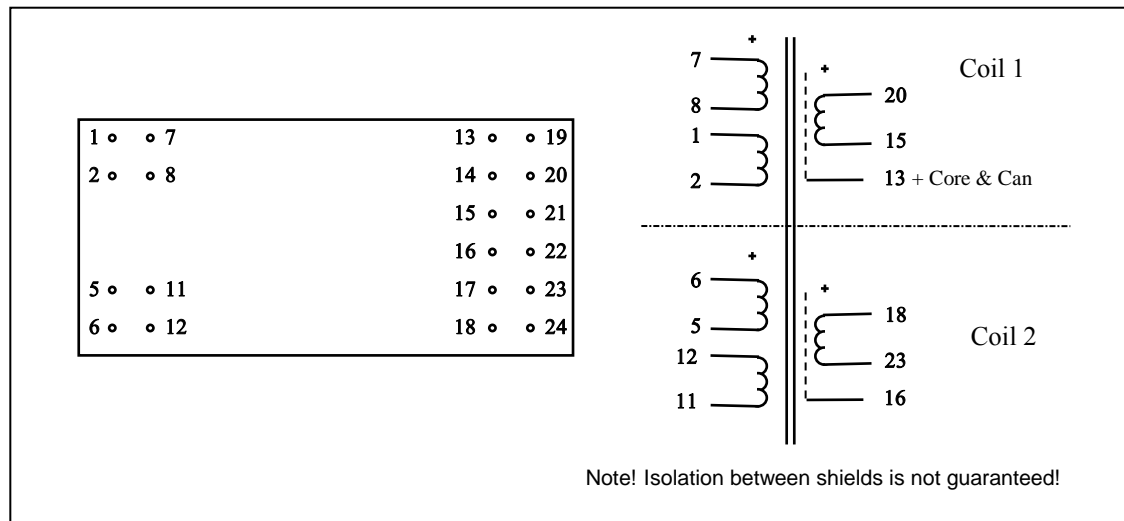 1 7 13 19
2 8 14 20
15 21
16 22
5 11 17 23
6 12 18 24
+
7
8
1
2
+ Coil 1
20
15
13 + Core & Can
+
6
5
12
11
+
18
23 Coil 2
16
Note! Isolation between shields is not guaranteed!